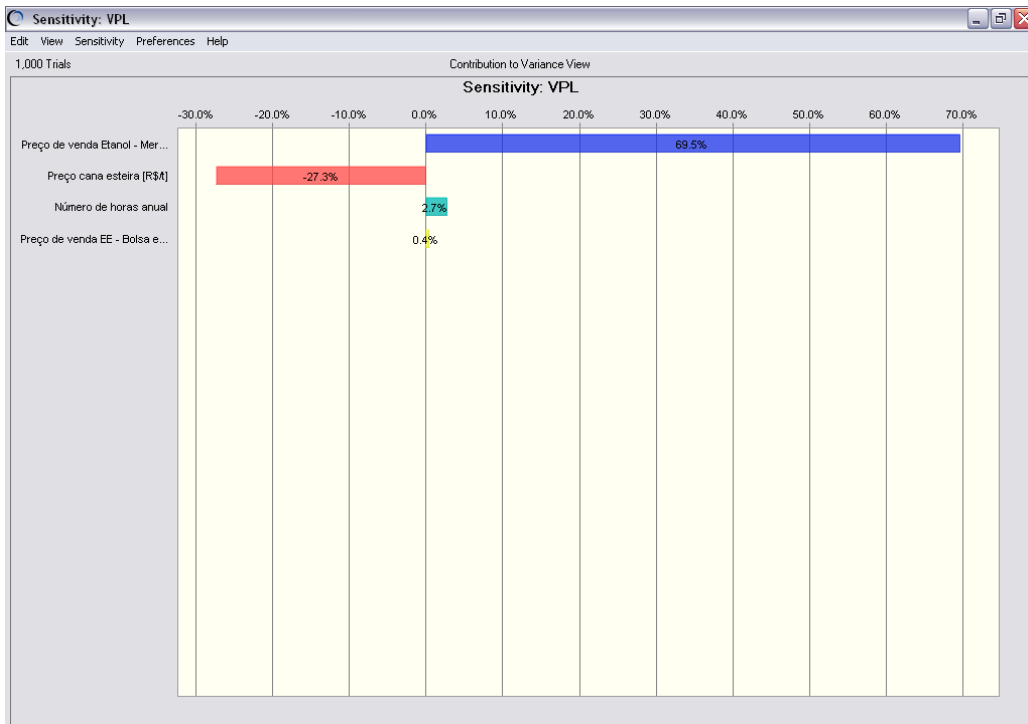 Sensitivity: VPL
Edit View Sensitivity Preferences Help
1,000 Trials Contribution to Variance View
Sensitivity: VPL
-30.0% -20.0% -10.0% 0.0% 10.0% 20.0% 30.0% 40.0% 50.0% 60.0% 70.0%
Preço de venda Etanol - Mer... 69.5%
Preço cana esteira [R$/t] -27.3%
Número de horas anual 2.7%
Preço de venda EE - Bolsa e... 0.4%